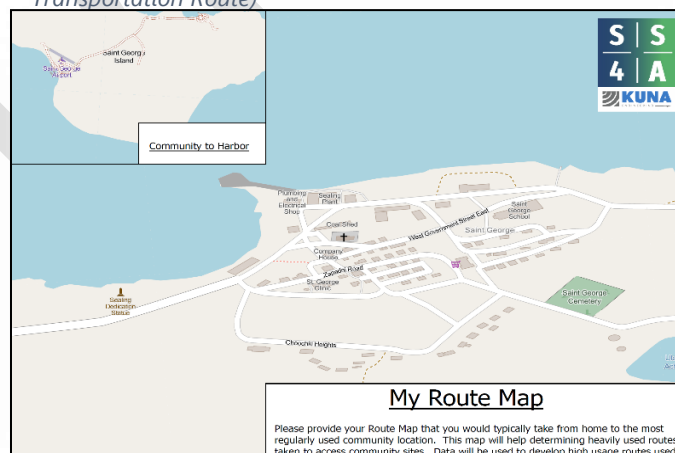 Transportation Route)
Saint George
Island
Saint George
Airport
Community to Harbor
S S
4 A
KUNA
Plumbing
and
Electrical
Shop
Sealing
Plant
Coal Shed
Company
House
West Government Street East
Saint George
Saint
George
School
Zapadni Road
St. George
Clinic
Sealing
Dedication
Statue
Saint George
Cemetery
Choochki Heights
My Route Map
Please provide your Route Map that you would typically take from home to the most
regularly used community location. This map will help determining heavily used routes
taken to access community sites. Data will be used to develop high usage routes used